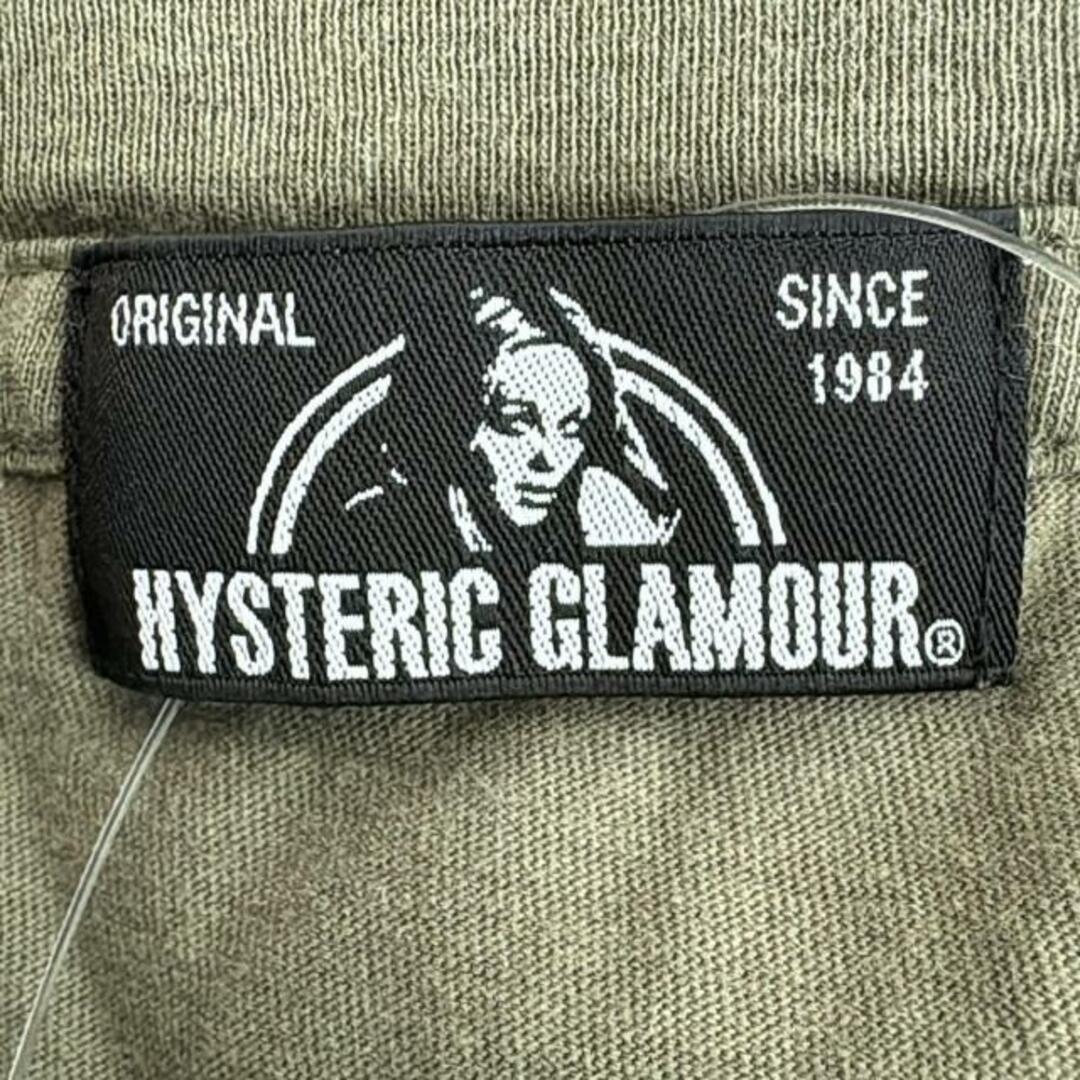 ORIGINAL
SINCE
1984
HYSTERIC GLAMOUR®